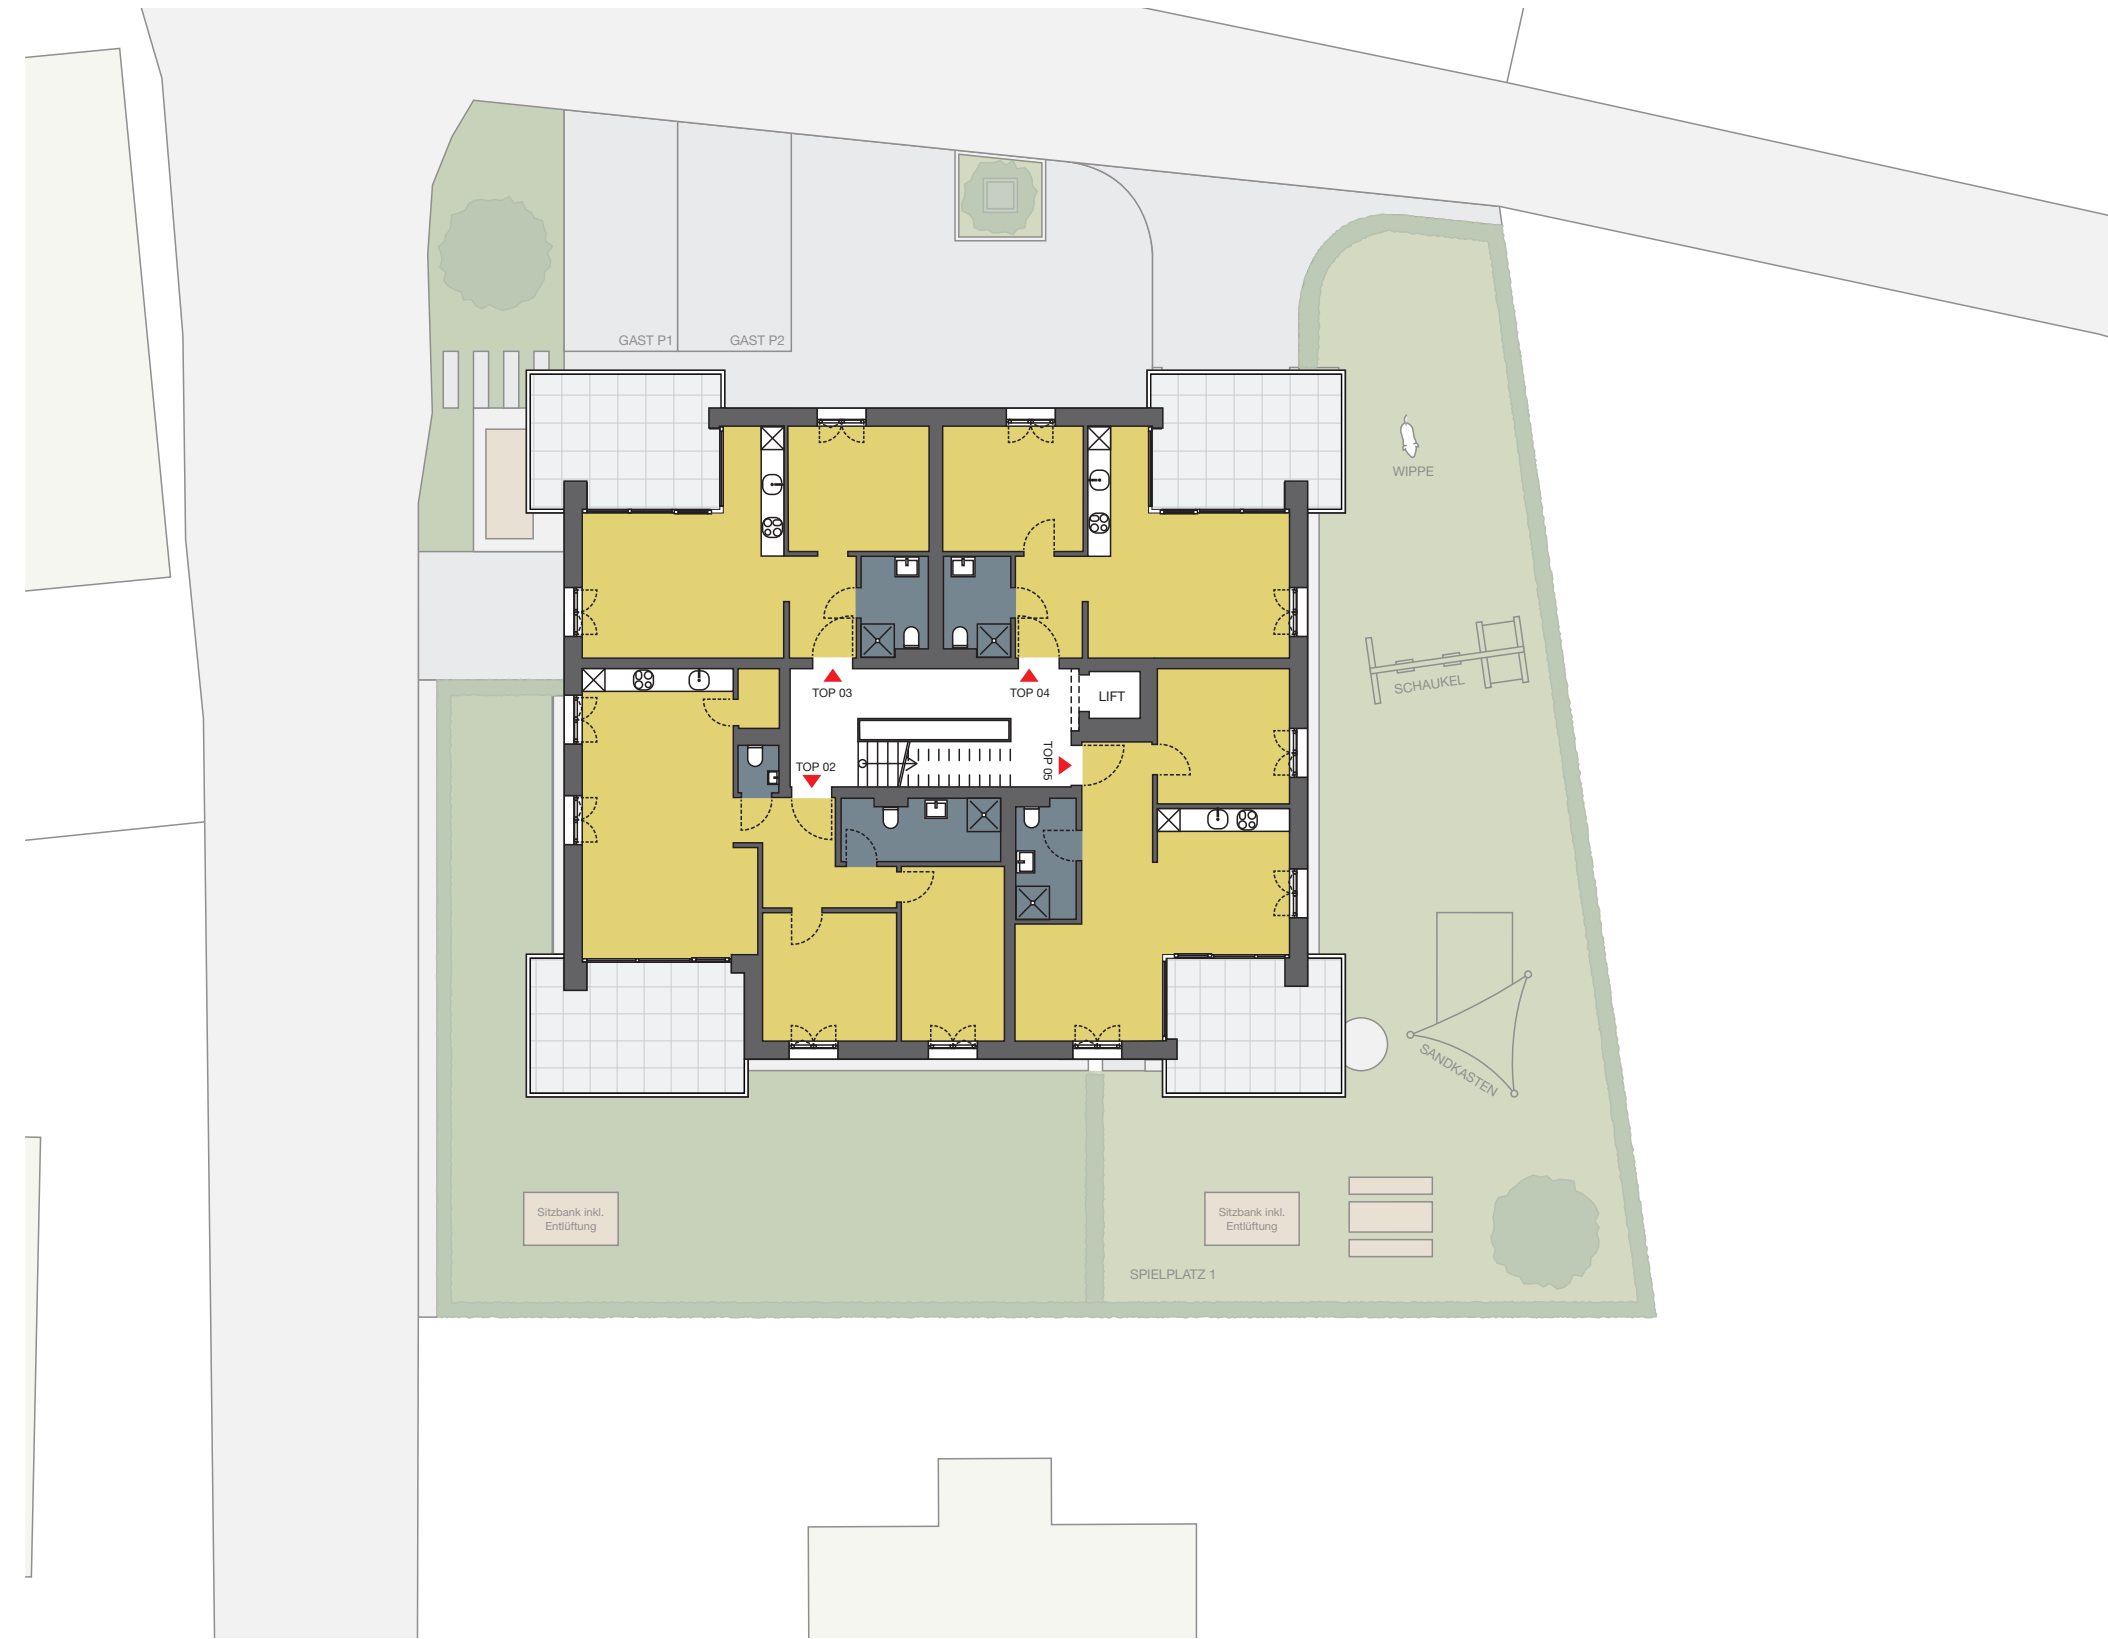 GAST P1
GAST P2
WIPPE
SCHAUKEL
TOP 03
TOP 04
LIFT
TOP 02
TOP 05
SANDKASTEN
Sitzbank inkl.
Entlüftung
Sitzbank inkl.
Entlüftung
SPIELPLATZ 1